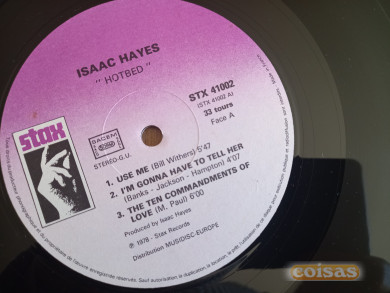 ISAAC HAYES
" HOTBED "
STX 41002
(STX 41002 A)
33 tours
Face A
stax
SACEM
STEREO-G.U.
1. USE ME (Bill Withers) 5'47
2. I'M GONNA HAVE TO TELL HER
(Banks - Jackson - Hampton) 4'07
3. THE TEN COMMANDMENTS OF
LOVE (M. Paul) 6'00
Produced by Isaac Hayes
℗ 1978 - Stax Records
Distribution MUSIDISC-EUROPE
coisas